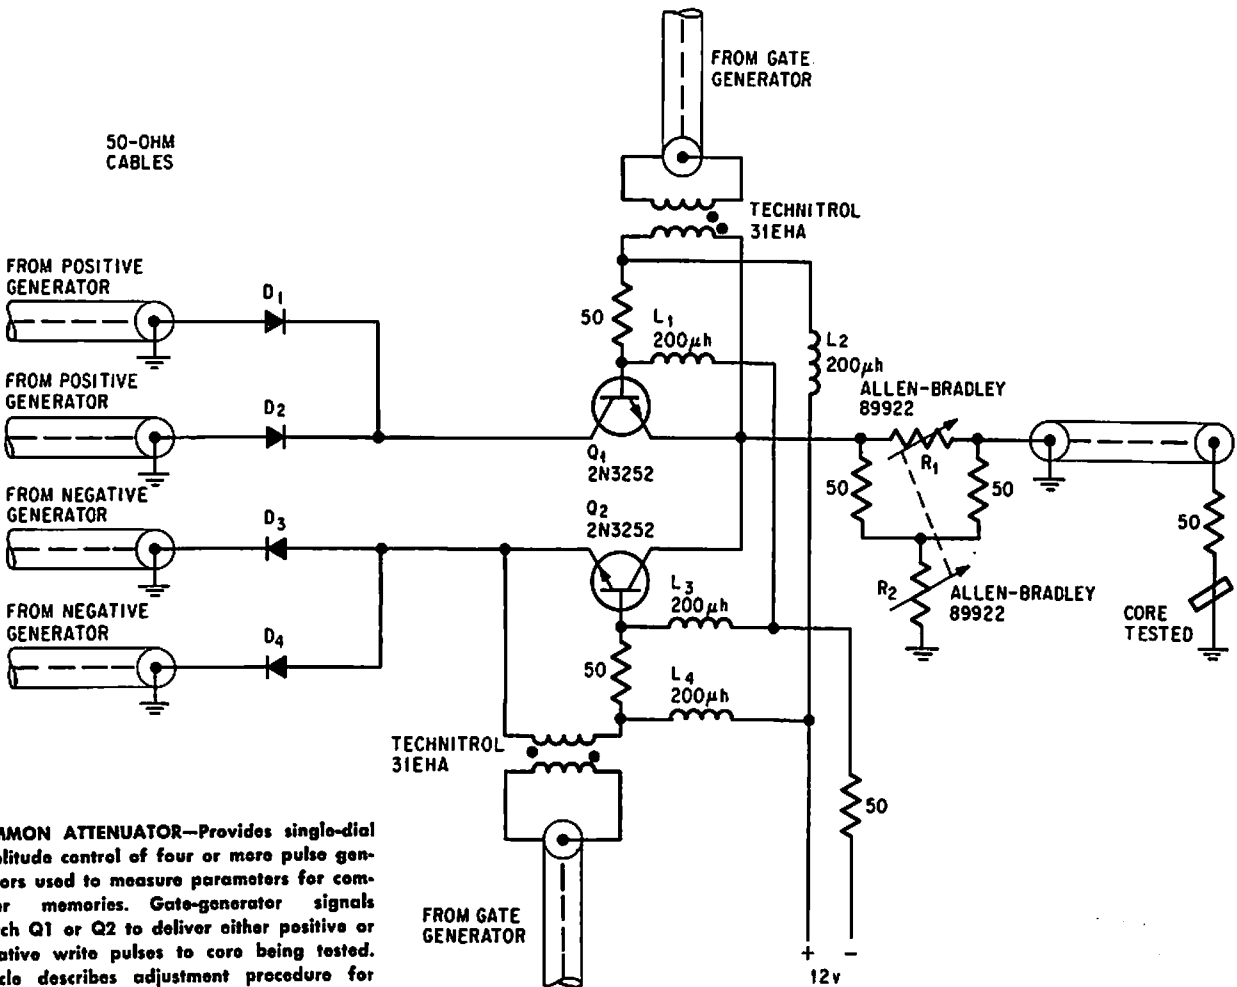 FROM GATE
GENERATOR
50-OHM
CABLES
TECHNITROL
31EHA
FROM POSITIVE
GENERATOR
D1
50
L1
200μh
L2
200μh
FROM POSITIVE
GENERATOR
D2
ALLEN-BRADLEY
89922
Q1
2N3252
R1
50
50
FROM NEGATIVE
GENERATOR
D3
Q2
2N3252
50
L3
200μh
R2
ALLEN-BRADLEY
89922
CORE
TESTED
FROM NEGATIVE
GENERATOR
D4
50
L4
200μh
TECHNITROL
31EHA
50
FROM GATE
GENERATOR
+ −
12v
MMON ATTENUATOR—Provides single-dial
plitude control of four or more pulse gen-
ors used to measure parameters for com-
er memories. Gate-generator signals
ch Q1 or Q2 to deliver either positive or
ative write pulses to core being tested.
cle describes adjustment procedure for